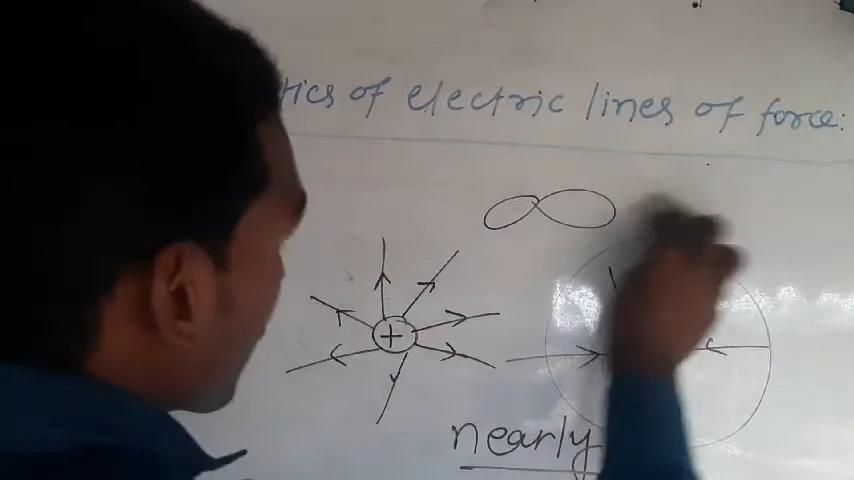 tics of electric lines of force:
∞
+
nearly